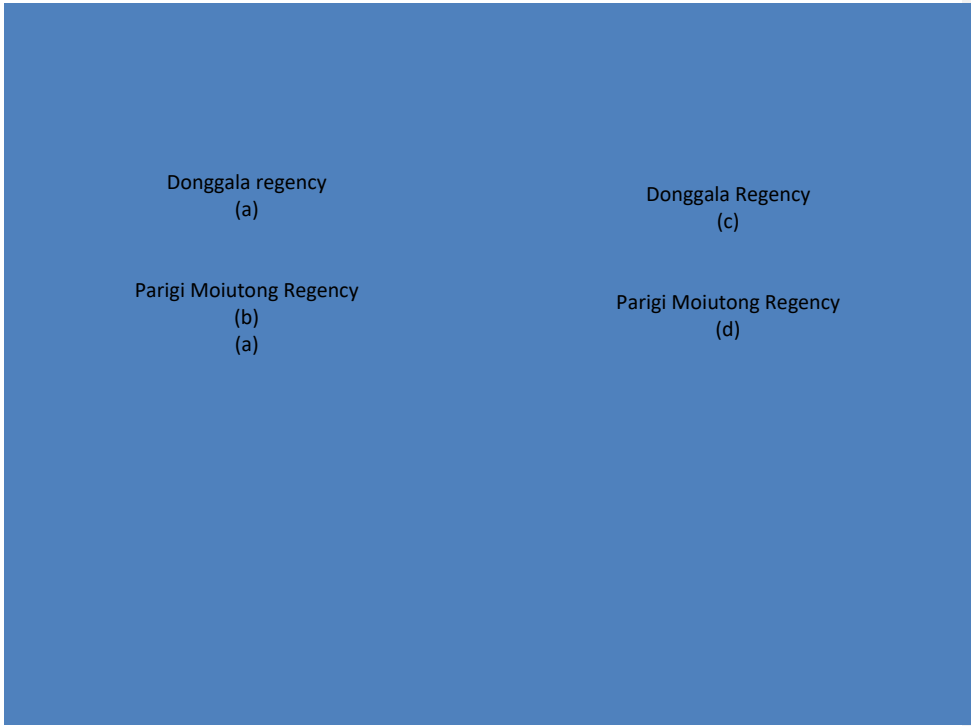 Donggala regency
(a)
Parigi Moiutong Regency
(b)
(a)
Donggala Regency
(c)
Parigi Moiutong Regency
(d)